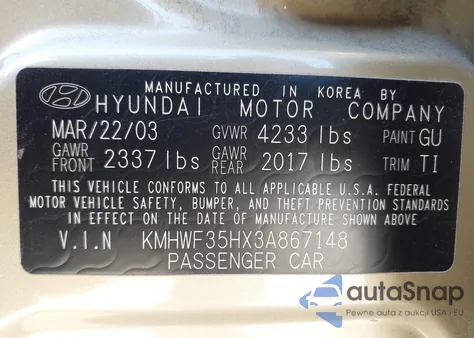 MANUFACTURED IN KOREA BY
HYUNDAI MOTOR COMPANY
MAR/22/03 GVWR 4233 lbs PAINT GU
GAWR FRONT 2337 lbs GAWR REAR 2017 lbs TRIM TI
THIS VEHICLE CONFORMS TO ALL APPLICABLE U.S.A. FEDERAL
MOTOR VEHICLE SAFETY, BUMPER, AND THEFT PREVENTION STANDARDS
IN EFFECT ON THE DATE OF MANUFACTURE SHOWN ABOVE
V.I.N KMHWF35HX3A867148
PASSENGER CAR
autoSnap
Pewne auta z aukcji USA i EU